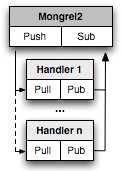 Mongrel2
Push Sub
Handler 1
Pull Pub
...
Handler n
Pull Pub